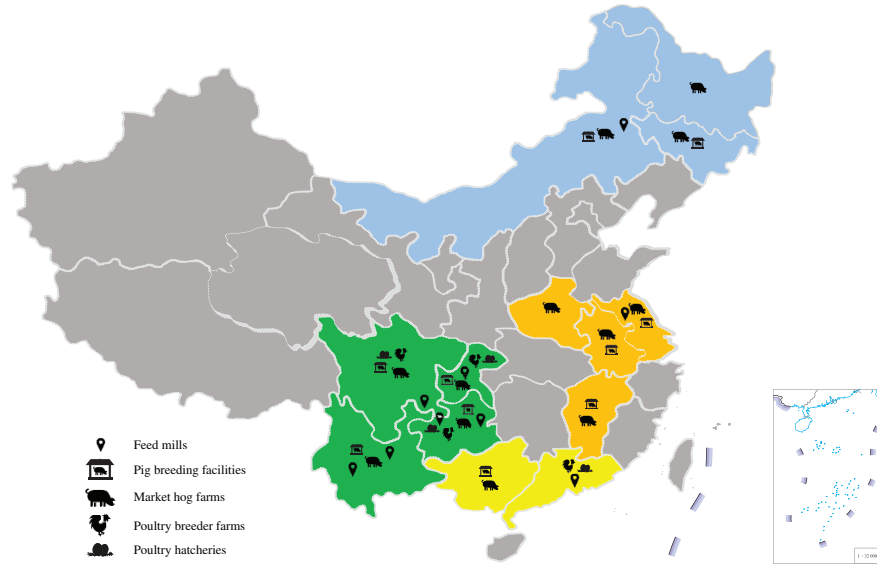 Feed mills
Pig breeding facilities
Market hog farms
Poultry breeder farms
Poultry hatcheries